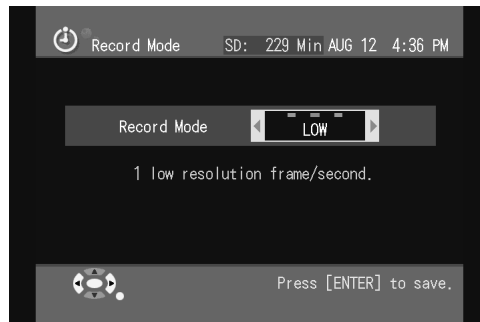 Record Mode SD: 229 Min AUG 12 4:36 PM
Record Mode LOW
1 low resolution frame/second.
Press [ENTER] to save.